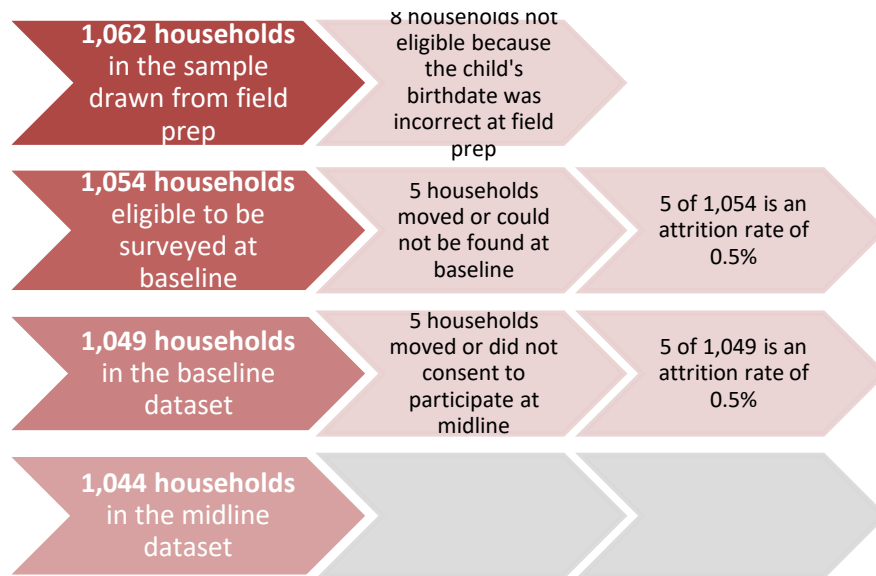 1,062 households
in the sample
drawn from field
prep
8 households not
eligible because
the child's
birthdate was
incorrect at field
prep
1,054 households
eligible to be
surveyed at
baseline
5 households
moved or could
not be found at
baseline
5 of 1,054 is an
attrition rate of
0.5%
1,049 households
in the baseline
dataset
5 households
moved or did not
consent to
participate at
midline
5 of 1,049 is an
attrition rate of
0.5%
1,044 households
in the midline
dataset